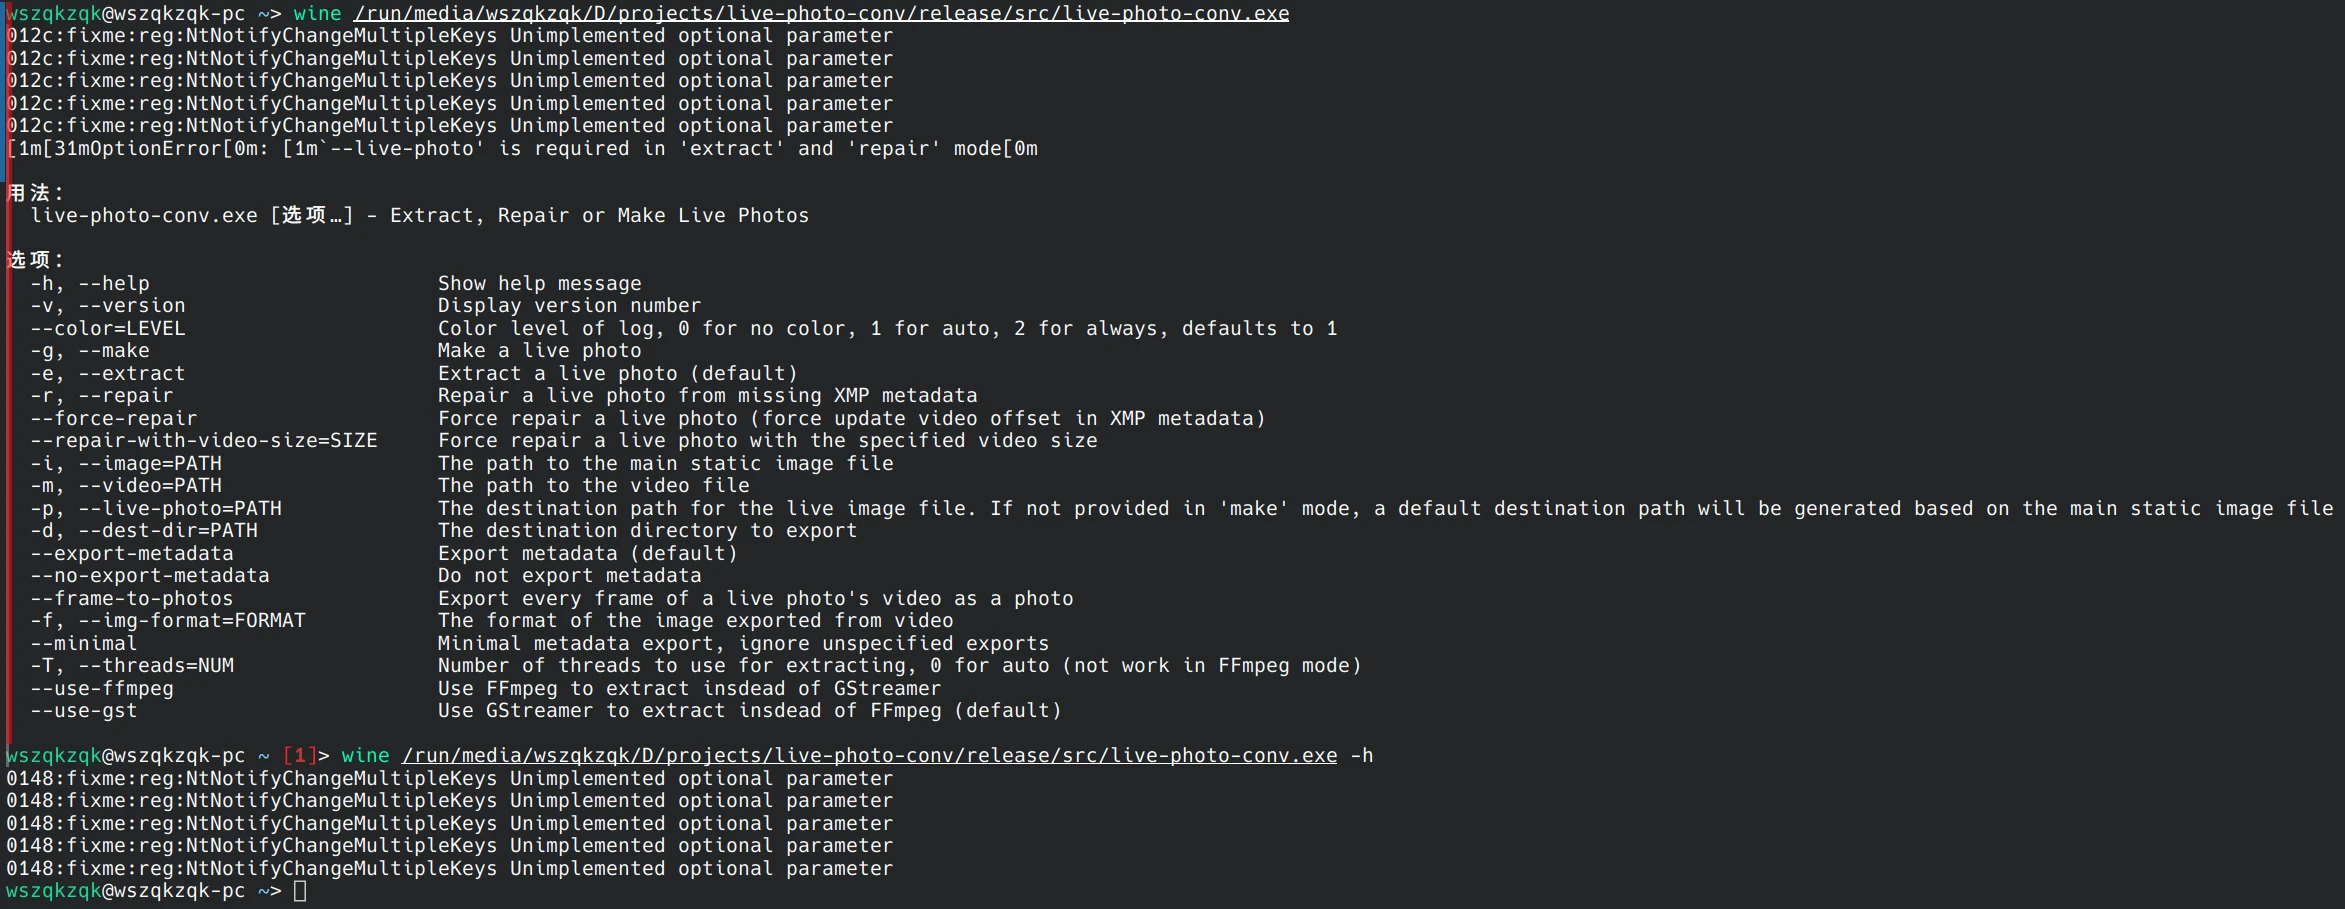 wszqkzqk@wszqkzqk-pc ~> wine /run/media/wszqkzqk/D/projects/live-photo-conv/release/src/live-photo-conv.exe
012c:fixme:reg:NtNotifyChangeMultipleKeys Unimplemented optional parameter
012c:fixme:reg:NtNotifyChangeMultipleKeys Unimplemented optional parameter
012c:fixme:reg:NtNotifyChangeMultipleKeys Unimplemented optional parameter
012c:fixme:reg:NtNotifyChangeMultipleKeys Unimplemented optional parameter
012c:fixme:reg:NtNotifyChangeMultipleKeys Unimplemented optional parameter
[1m[31mOptionError[0m: [1m`--live-photo' is required in 'extract' and 'repair' mode[0m
用法：
  live-photo-conv.exe [选项…] - Extract, Repair or Make Live Photos
选项：
  -h, --help                        Show help message
  -v, --version                     Display version number
  --color=LEVEL                     Color level of log, 0 for no color, 1 for auto, 2 for always, defaults to 1
  -g, --make                        Make a live photo
  -e, --extract                     Extract a live photo (default)
  -r, --repair                      Repair a live photo from missing XMP metadata
  --force-repair                    Force repair a live photo (force update video offset in XMP metadata)
  --repair-with-video-size=SIZE     Force repair a live photo with the specified video size
  -i, --image=PATH                  The path to the main static image file
  -m, --video=PATH                  The path to the video file
  -p, --live-photo=PATH             The destination path for the live image file. If not provided in 'make' mode, a default destination path will be generated based on the main static image file
  -d, --dest-dir=PATH               The destination directory to export
  --export-metadata                 Export metadata (default)
  --no-export-metadata              Do not export metadata
  --frame-to-photos                 Export every frame of a live photo's video as a photo
  -f, --img-format=FORMAT           The format of the image exported from video
  --minimal                         Minimal metadata export, ignore unspecified exports
  -T, --threads=NUM                 Number of threads to use for extracting, 0 for auto (not work in FFmpeg mode)
  --use-ffmpeg                      Use FFmpeg to extract insdead of GStreamer
  --use-gst                         Use GStreamer to extract insdead of FFmpeg (default)
wszqkzqk@wszqkzqk-pc ~ [1]> wine /run/media/wszqkzqk/D/projects/live-photo-conv/release/src/live-photo-conv.exe -h
0148:fixme:reg:NtNotifyChangeMultipleKeys Unimplemented optional parameter
0148:fixme:reg:NtNotifyChangeMultipleKeys Unimplemented optional parameter
0148:fixme:reg:NtNotifyChangeMultipleKeys Unimplemented optional parameter
0148:fixme:reg:NtNotifyChangeMultipleKeys Unimplemented optional parameter
0148:fixme:reg:NtNotifyChangeMultipleKeys Unimplemented optional parameter
wszqkzqk@wszqkzqk-pc ~>